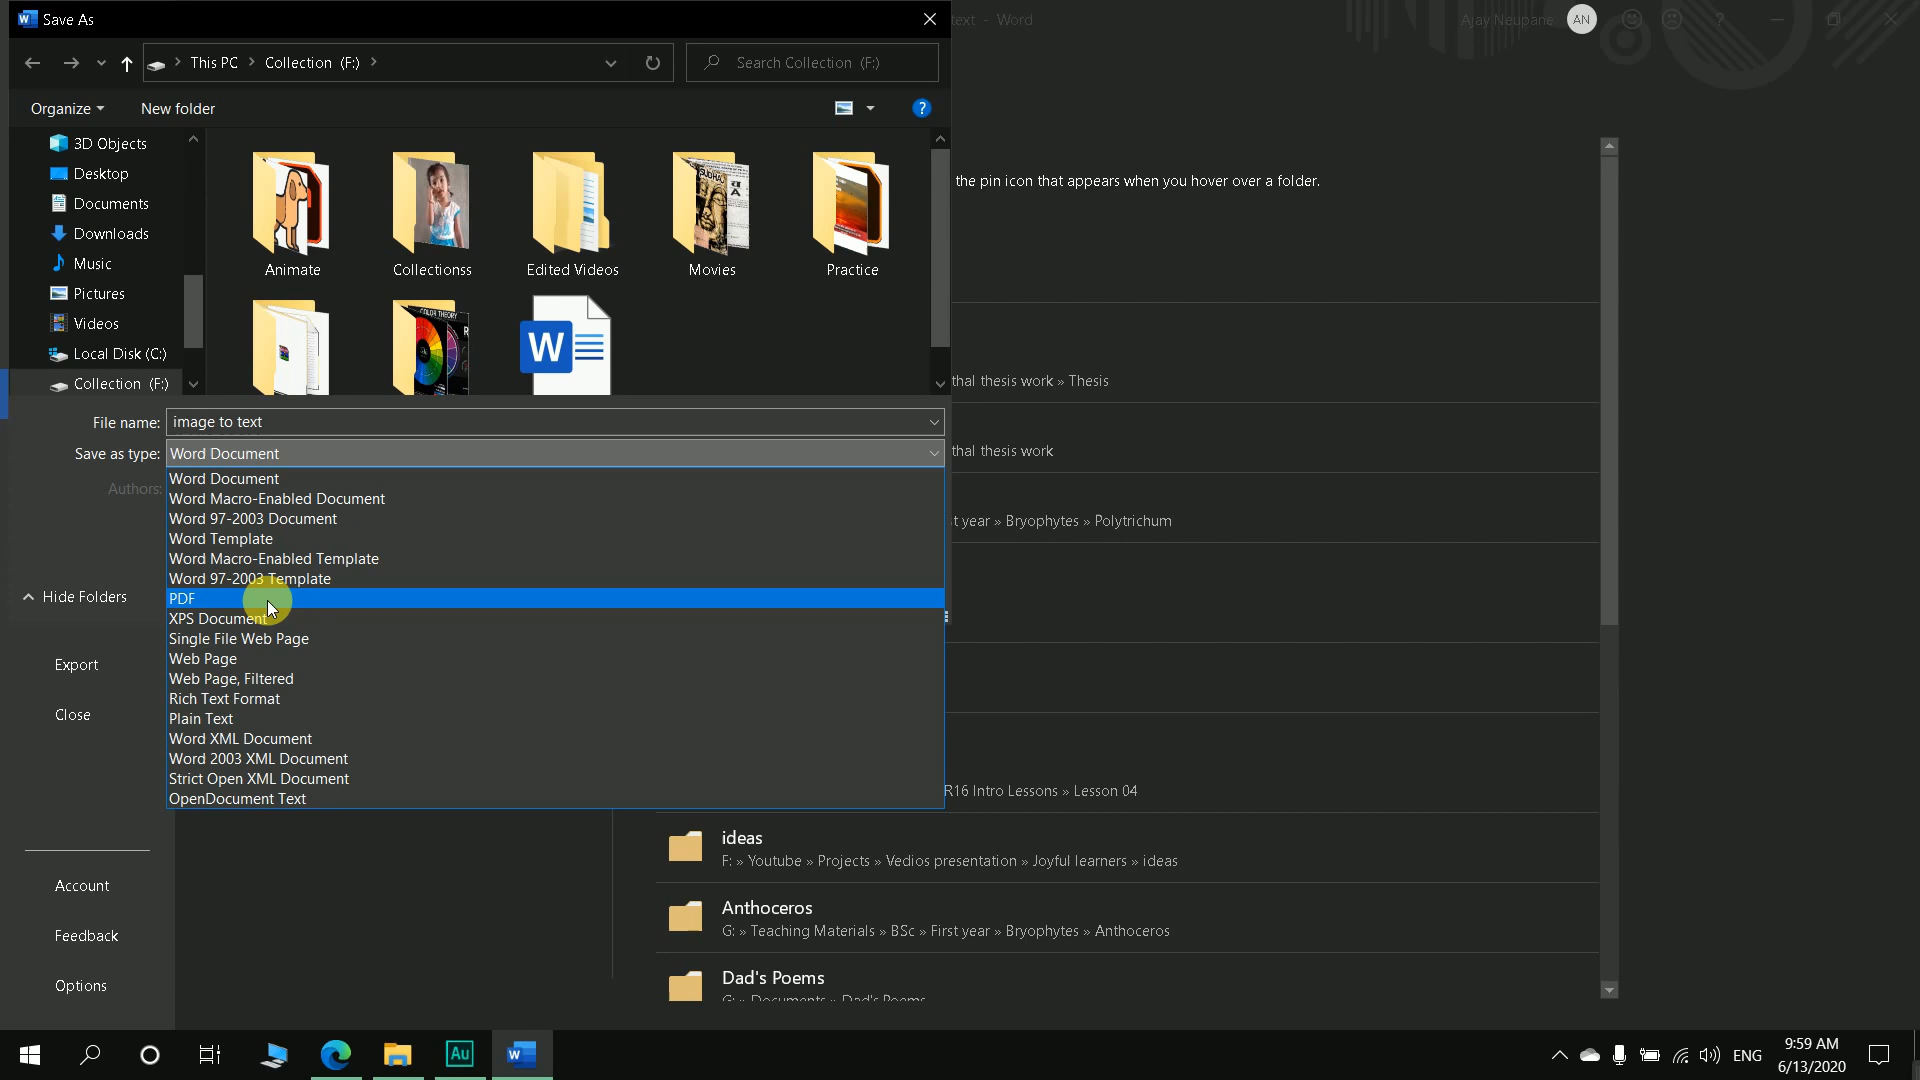 Save As
text - Word
Ajay Neupane
AN
This PC
Collection (F:)
Search Collection (F:)
Organize
New folder
3D Objects
Desktop
Documents
Downloads
Music
Pictures
Videos
Local Disk (C:)
Collection (F:)
Animate
Collectionss
Edited Videos
Movies
Practice
COLOR THEORY
W
the pin icon that appears when you hover over a folder.
thal thesis work » Thesis
thal thesis work
t year » Bryophytes » Polytrichum
File name: image to text
Save as type: Word Document
Authors:
Word Document
Word Macro-Enabled Document
Word 97-2003 Document
Word Template
Word Macro-Enabled Template
Word 97-2003 Template
PDF
XPS Document
Single File Web Page
Web Page
Web Page, Filtered
Rich Text Format
Plain Text
Word XML Document
Word 2003 XML Document
Strict Open XML Document
OpenDocument Text
Hide Folders
Export
Close
Account
Feedback
Options
R16 Intro Lessons » Lesson 04
ideas
F: » Youtube » Projects » Vedios presentation » Joyful learners » ideas
Anthoceros
G: » Teaching Materials » BSc » First year » Bryophytes » Anthoceros
Dad's Poems
G: » Documents » Dad's Poems
Au
ENG
9:59 AM
6/13/2020